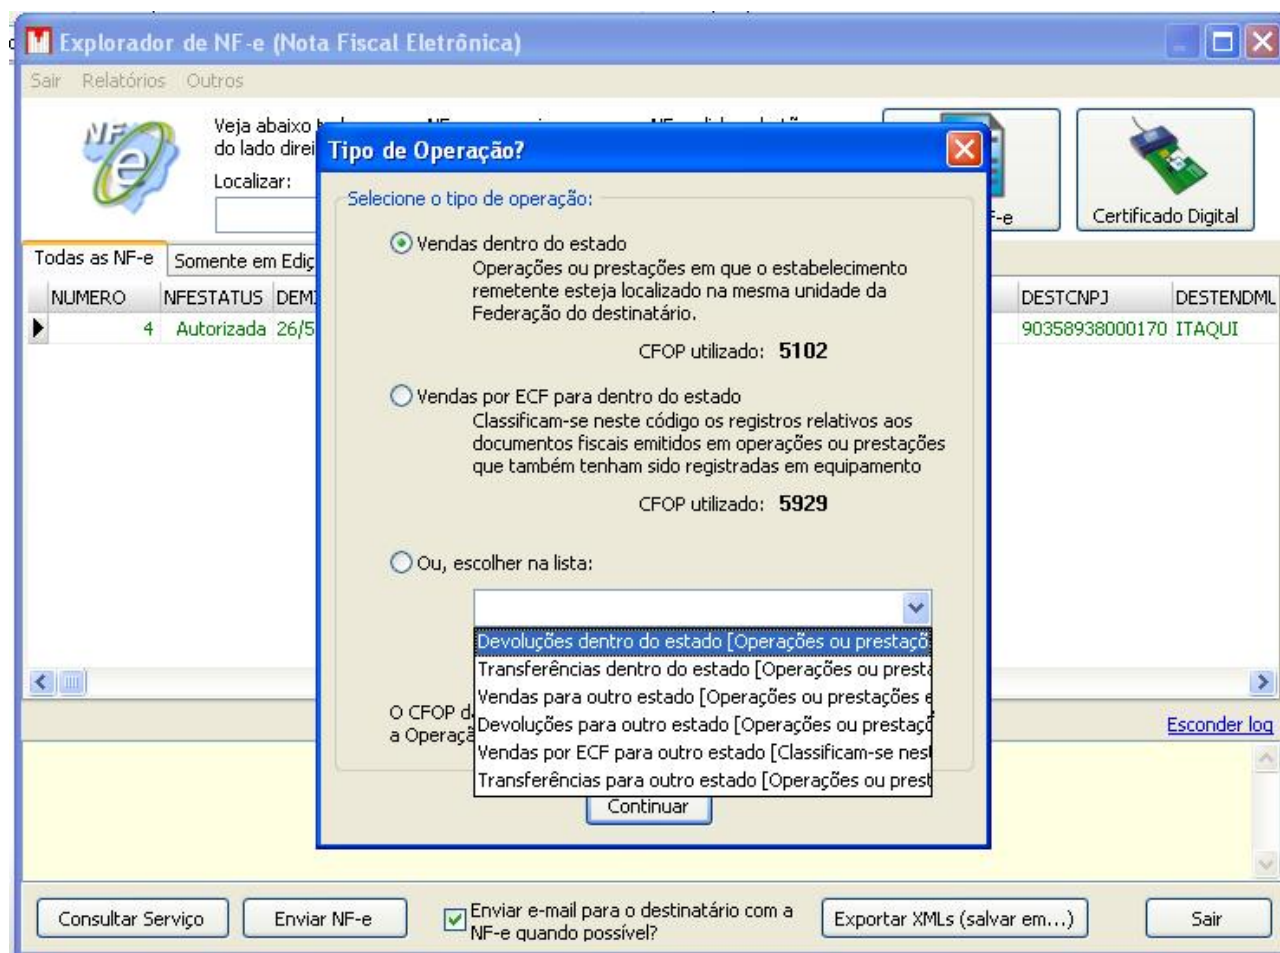 Explorador de NF-e (Nota Fiscal Eletrônica)
Sair Relatórios Outros
NF
e
Veja abaixo
do lado direi
Localizar:
Certificado Digital
Todas as NF-e
Somente em Ediç
NUMERO
NFESTATUS
DESTCNPJ
4
Autorizada
26/5
90358938000170
ITAQUI
Tipo de Operação?
Selecione o tipo de operação:
Vendas dentro do estado
Operações ou prestações em que o estabelecimento
remetente esteja localizado na mesma unidade da
Federação do destinatário.
CFOP utilizado: 5102
Vendas por ECF para dentro do estado
Classificam-se neste código os registros relativos aos
documentos fiscais emitidos em operações ou prestações
que também tenham sido registradas em equipamento
CFOP utilizado: 5929
Ou, escolher na lista:
Devoluções dentro do estado [Operações ou prestaçõ
Transferências dentro do estado [Operações ou presta
Vendas para outro estado [Operações ou prestações e
Devoluções para outro estado [Operações ou prestaçõ
Vendas por ECF para outro estado [Classificam-se nest
Transferências para outro estado [Operações ou prest
O CFOP d
a Operaçã
Continuar
Esconder log
Consultar Serviço
Enviar NF-e
Enviar e-mail para o destinatário com a
NF-e quando possível?
Exportar XMLs (salvar em...)
Sair